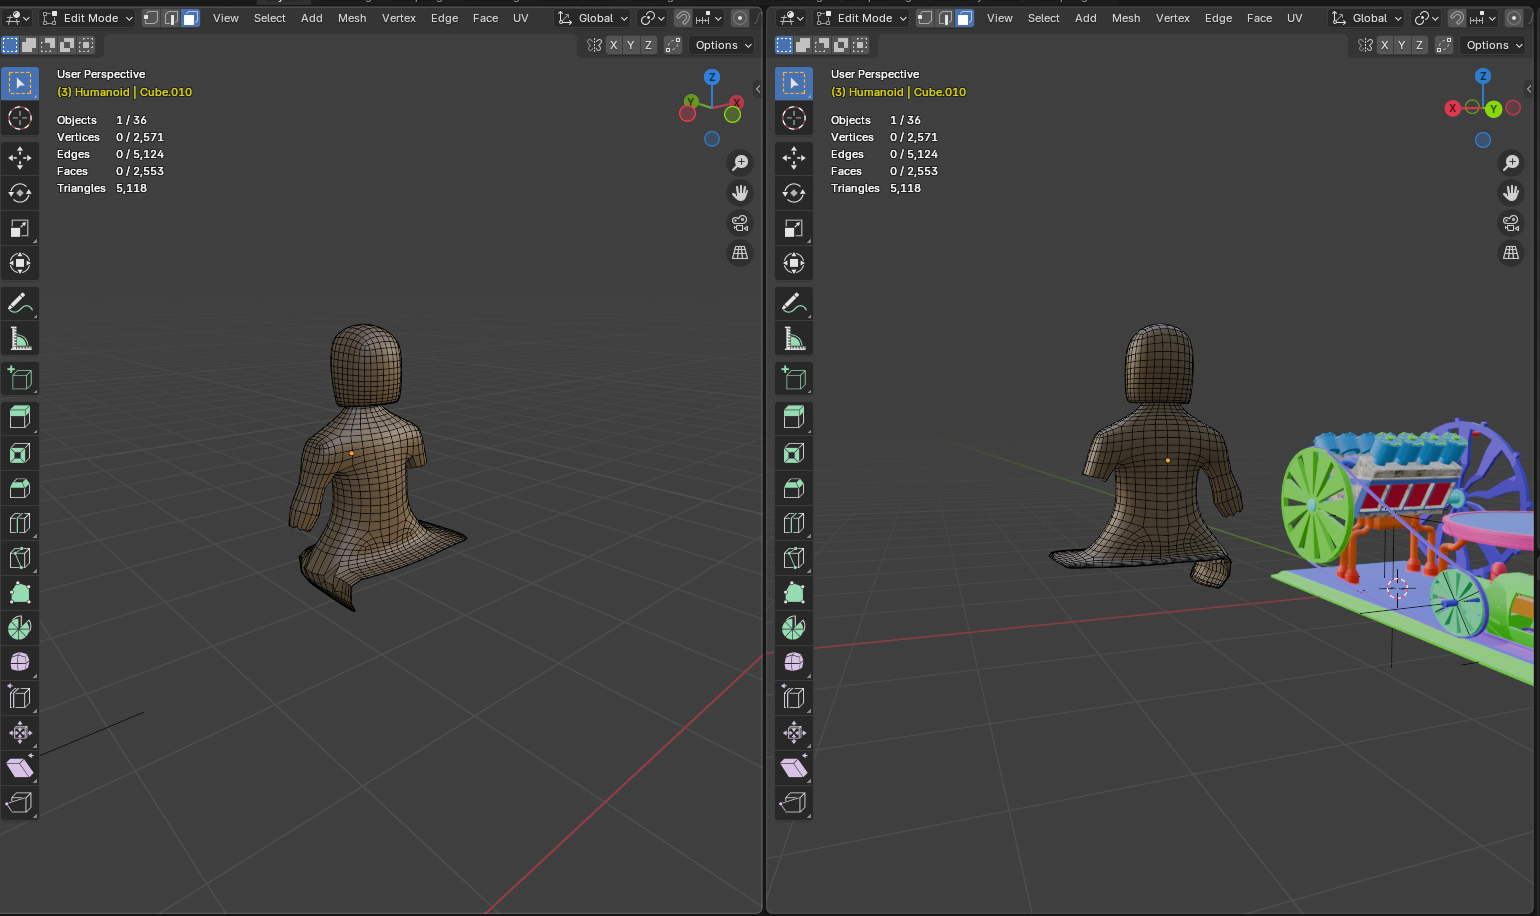 Edit Mode View Select Add Mesh Vertex Edge Face UV Global
X Y Z Options
User Perspective
(3) Humanoid | Cube.010
Objects 1 / 36
Vertices 0 / 2,571
Edges 0 / 5,124
Faces 0 / 2,553
Triangles 5,118
Z
Y
X
Edit Mode View Select Add Mesh Vertex Edge Face UV Global
X Y Z Options
User Perspective
(3) Humanoid | Cube.010
Objects 1 / 36
Vertices 0 / 2,571
Edges 0 / 5,124
Faces 0 / 2,553
Triangles 5,118
Z
X
Y